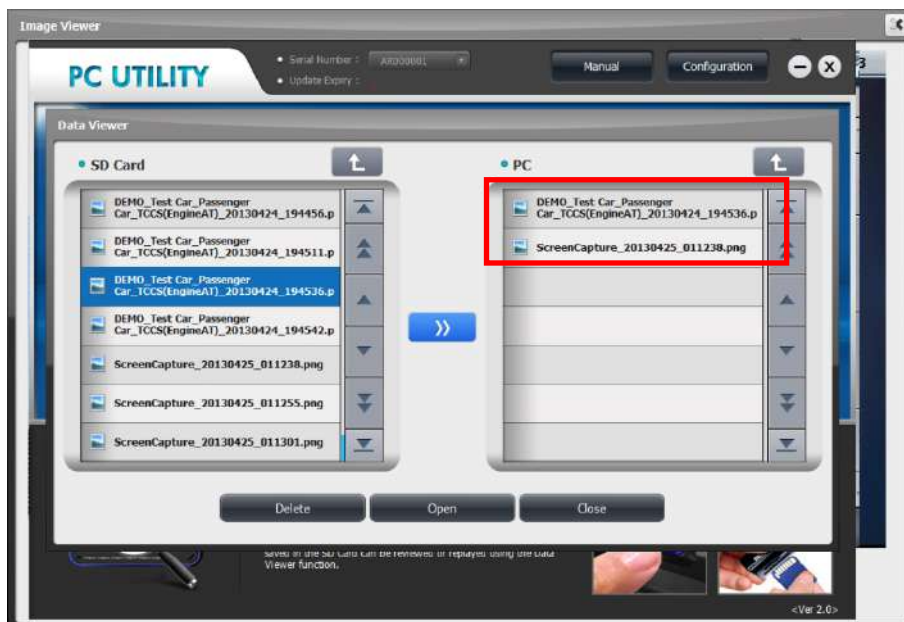 Image Viewer
PC UTILITY
Serial Number :
Update Expiry :
Manual
Configuration
Data Viewer
SD Card
PC
DEMO_Test Car_Passenger
Car_TCCS(EngineAT)_20130424_194456.p
DEMO_Test Car_Passenger
Car_TCCS(EngineAT)_20130424_194511.p
DEMO_Test Car_Passenger
Car_TCCS(EngineAT)_20130424_194536.p
DEMO_Test Car_Passenger
Car_TCCS(EngineAT)_20130424_194542.p
ScreenCapture_20130425_011238.png
ScreenCapture_20130425_011255.png
ScreenCapture_20130425_011301.png
DEMO_Test Car_Passenger
Car_TCCS(EngineAT)_20130424_194536.p
ScreenCapture_20130425_011238.png
Delete
Open
Close
saved in the SD Card can be reviewed or replayed using the Data
Viewer function.
<Ver 2.0>